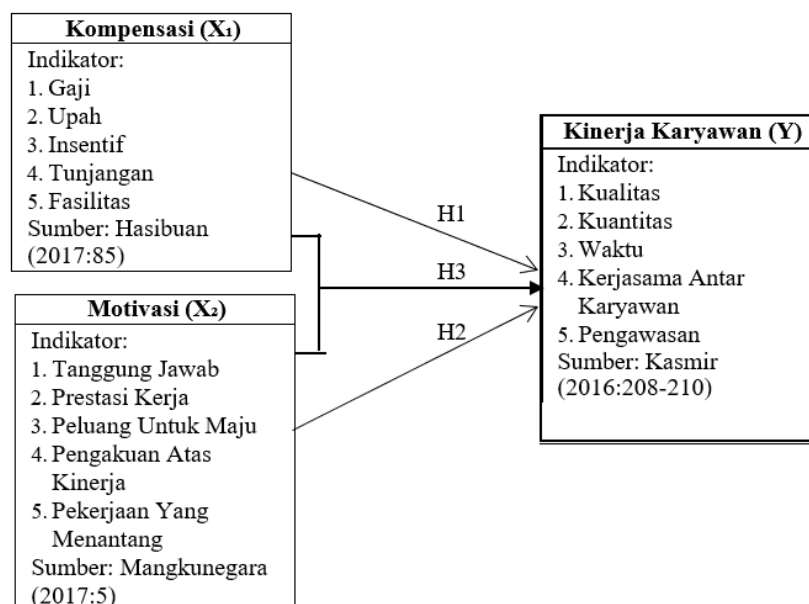 Kompensasi (X₁)
Indikator:
1. Gaji
2. Upah
3. Insentif
4. Tunjangan
5. Fasilitas
Sumber: Hasibuan
(2017:85)
Motivasi (X₂)
Indikator:
1. Tanggung Jawab
2. Prestasi Kerja
3. Peluang Untuk Maju
4. Pengakuan Atas
Kinerja
5. Pekerjaan Yang
Menantang
Sumber: Mangkunegara
(2017:5)
H1
H3
H2
Kinerja Karyawan (Y)
Indikator:
1. Kualitas
2. Kuantitas
3. Waktu
4. Kerjasama Antar
Karyawan
5. Pengawasan
Sumber: Kasmir
(2016:208-210)